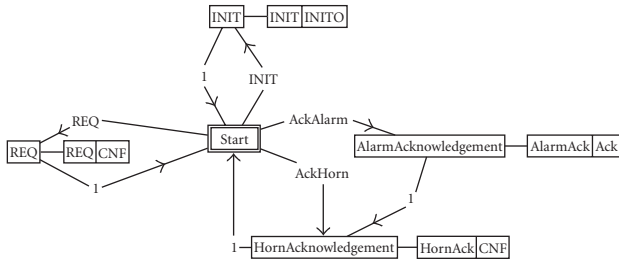 INIT INIT INITO
1 INIT
REQ AckAlarm
Start
REQ REQ CNF
AlarmAcknowledgement AlarmAck Ack
AckHorn
1 1
1 HornAcknowledgement HornAck CNF